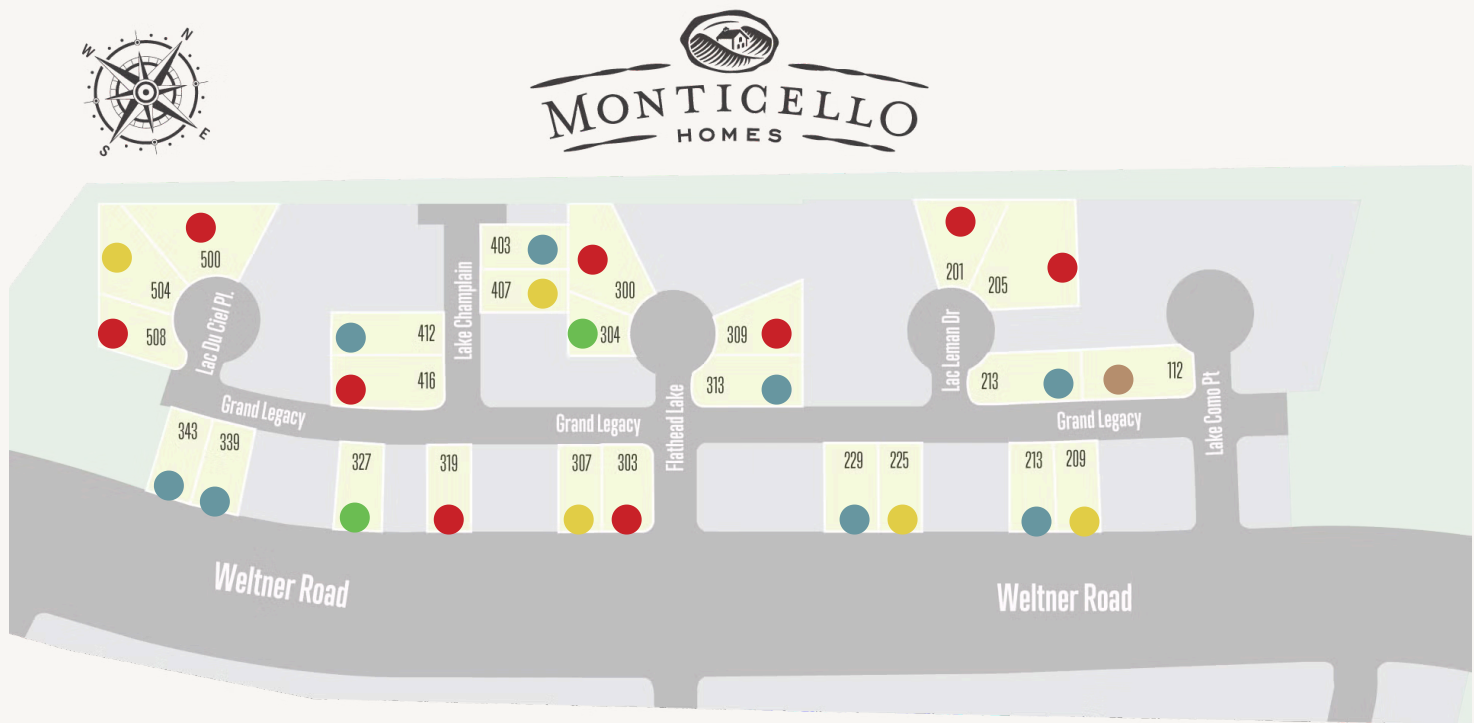 N
W
E
S
MONTICELLO
HOMES
500
504
508
Lac Du Ciel Pl.
403
407
Lake Champlain
412
416
300
304
309
313
Flathead Lake
201
205
Lac Leman Dr
213
112
Lake Como Pt
Grand Legacy
Grand Legacy
Grand Legacy
343
339
327
319
307
303
229
225
213
209
Weltner Road
Weltner Road